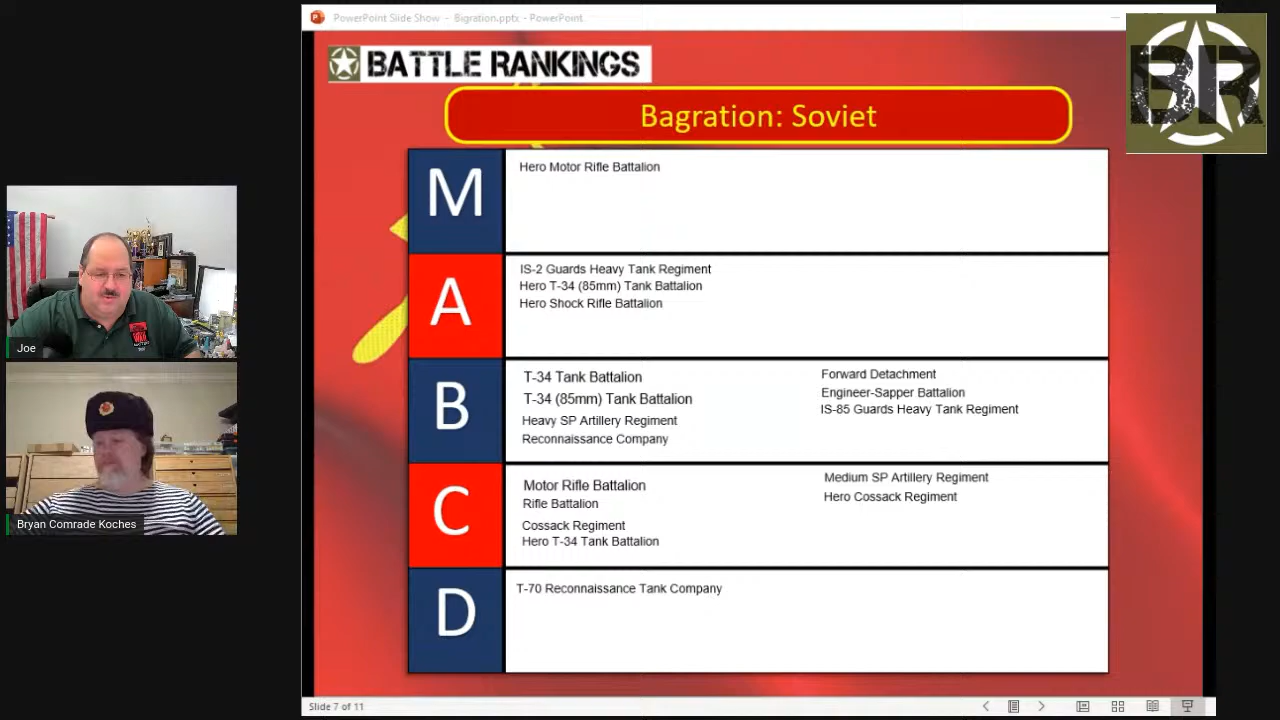 PowerPoint Slide Show - Bigration.pptx - PowerPoint
BATTLE RANKINGS
BR
Bagration: Soviet
M
Hero Motor Rifle Battalion
A
IS-2 Guards Heavy Tank Regiment
Hero T-34 (85mm) Tank Battalion
Hero Shock Rifle Battalion
B
T-34 Tank Battalion
T-34 (85mm) Tank Battalion
Heavy SP Artillery Regiment
Reconnaissance Company
Forward Detachment
Engineer-Sapper Battalion
IS-85 Guards Heavy Tank Regiment
C
Motor Rifle Battalion
Rifle Battalion
Cossack Regiment
Hero T-34 Tank Battalion
Medium SP Artillery Regiment
Hero Cossack Regiment
D
T-70 Reconnaissance Tank Company
Joe
Bryan Comrade Koches
Slide 7 of 11